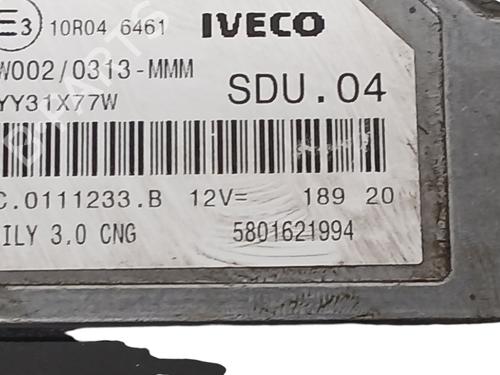 E3 10R04 6461 IVECO
W002/0313-MMM
YY31X77W SDU.04
C.0111233.B 12V= 189 20
ILY 3.0 CNG 5801621994